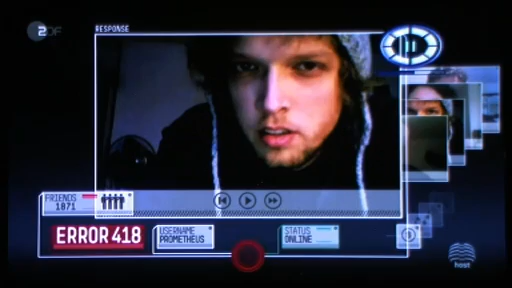 2DF
RESPONSE
FRIENDS
1871
ERROR 418
USERNAME
PROMETHEUS
STATUS
ONLINE
host